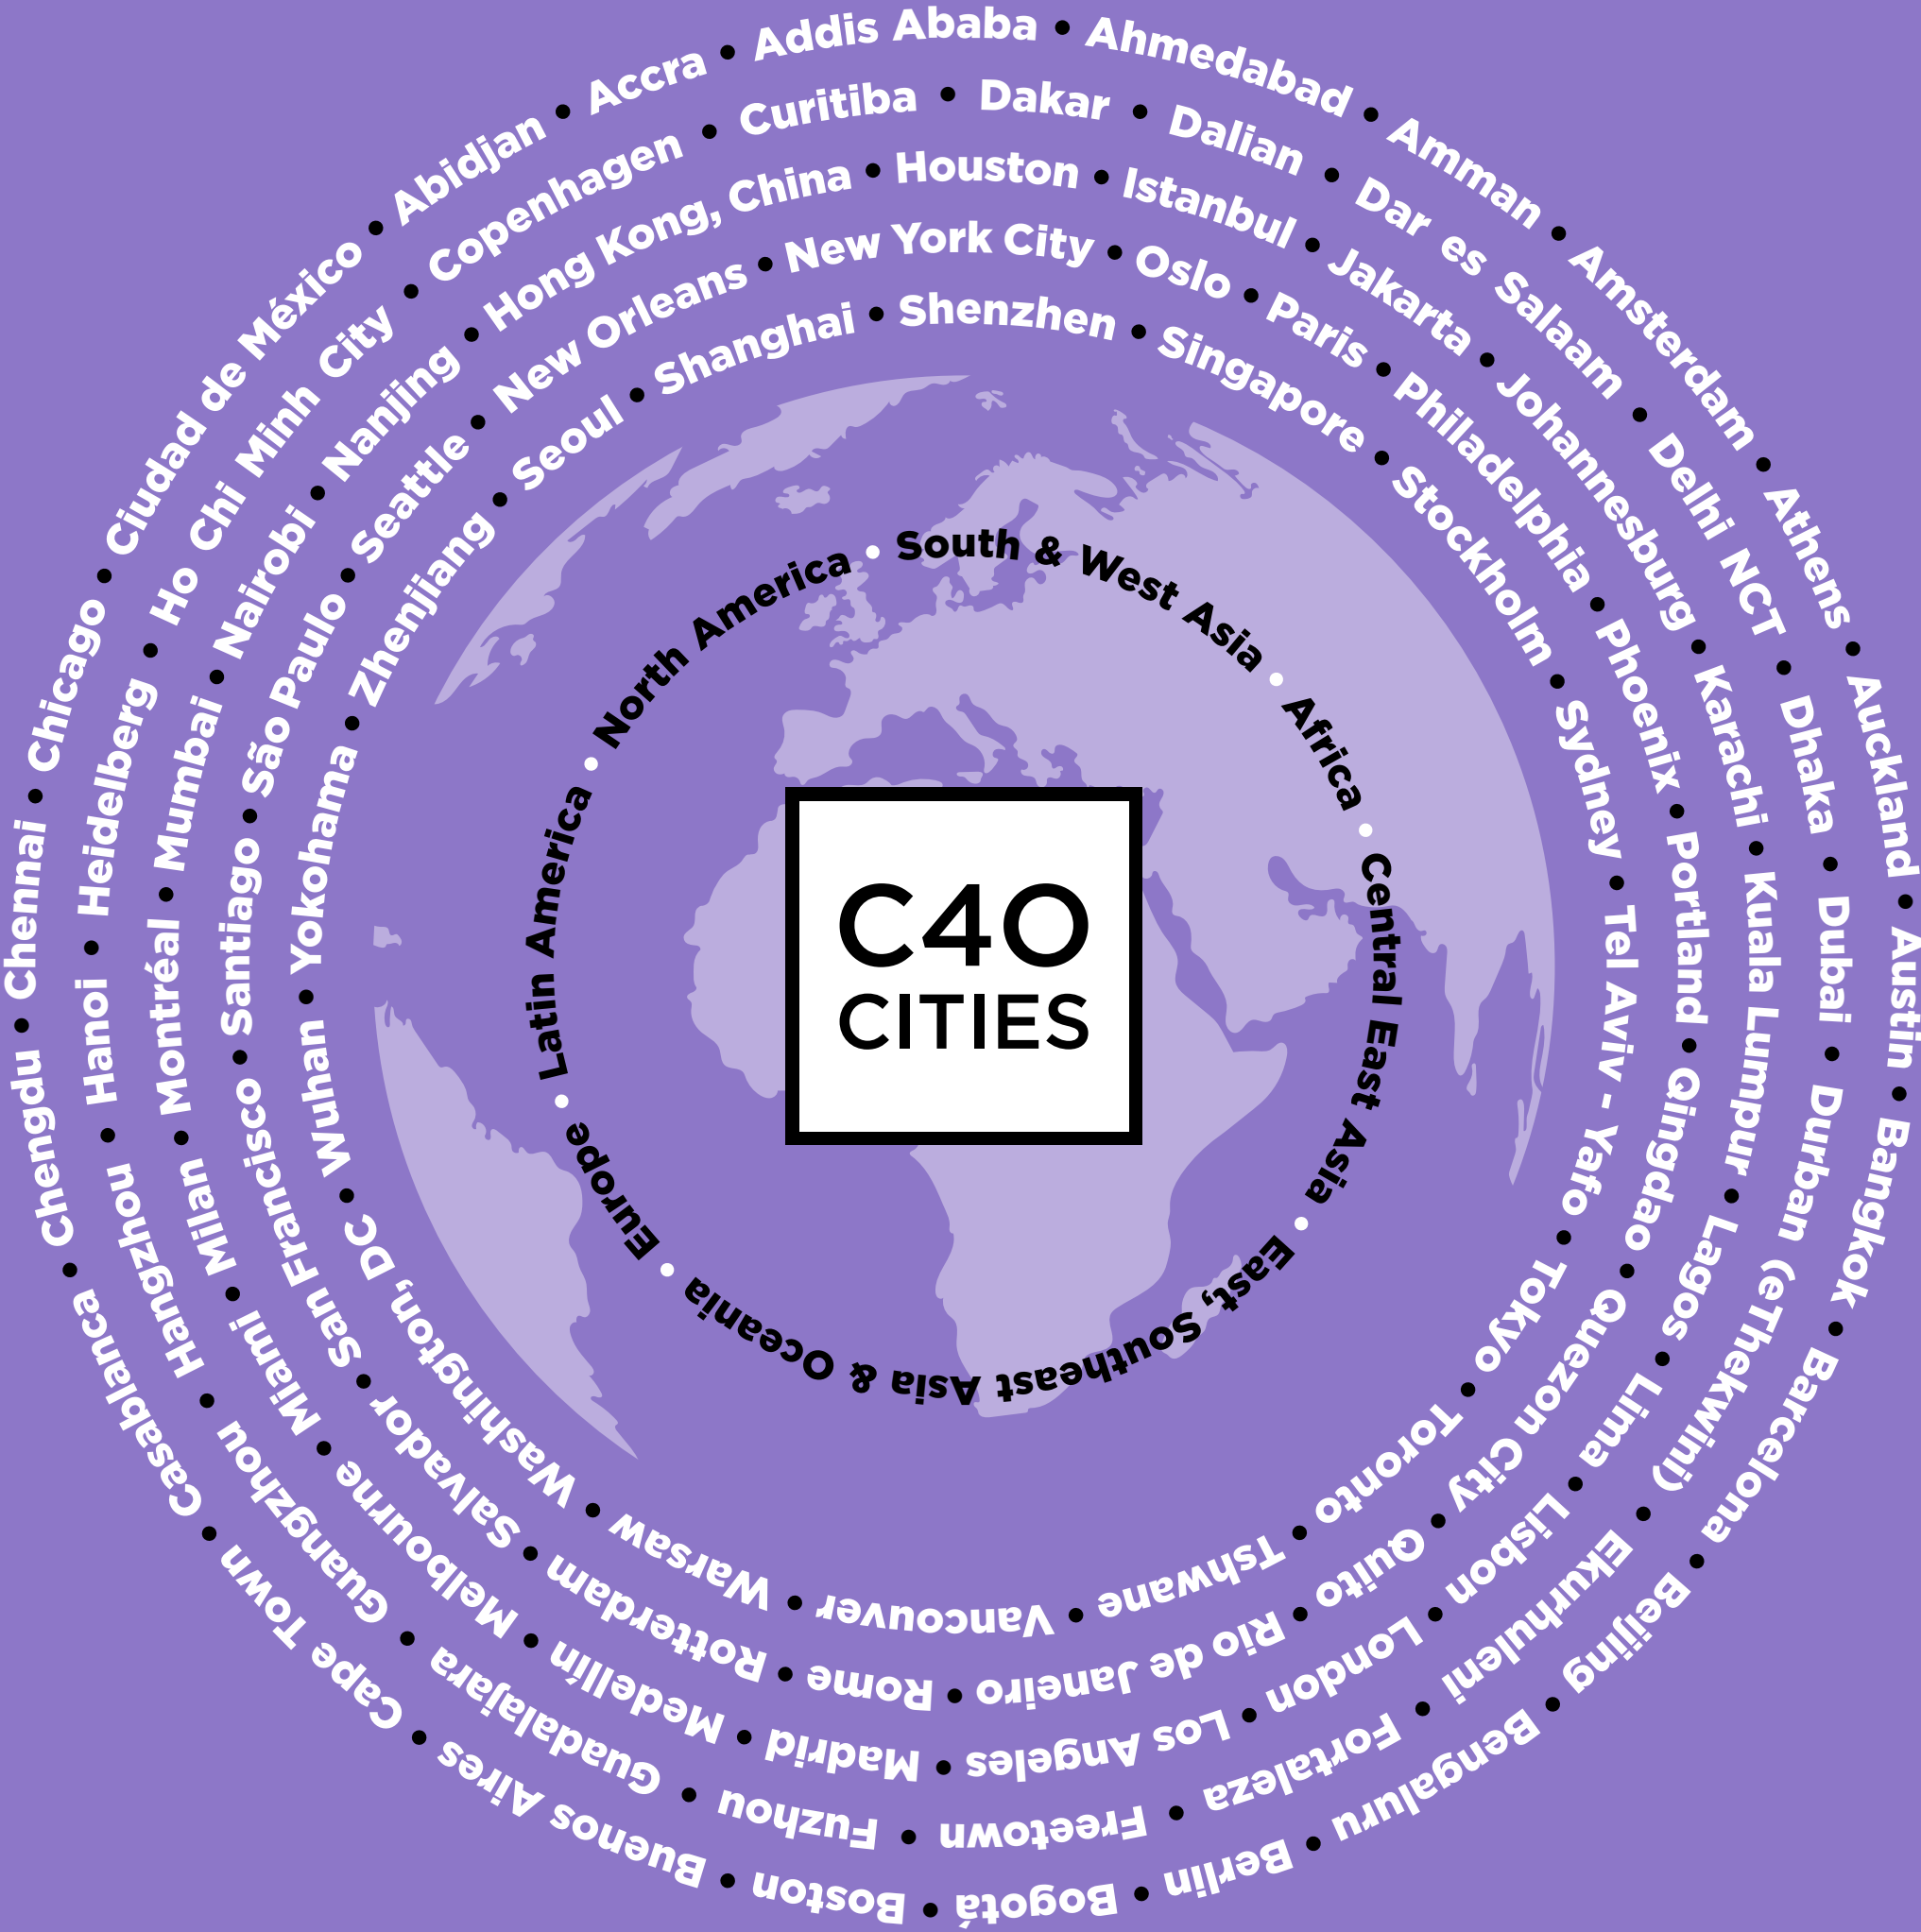 Abidjan • Accra • Addis Ababa • Ahmedabad • Amman • Amsterdam • Athens • Auckland • Austin • Bangkok • Barcelona • Beijing • Bengaluru • Berlin • Bogotá • Boston • Buenos Aires • Cape Town • Casablanca • Chengdu • Chennai • Chicago • Ciudad de México •
Copenhagen • Curitiba • Dakar • Dalian • Dar es Salaam • Delhi NCT • Dhaka • Dubai • Durban (eThekwini) • Ekurhuleni • Fortaleza • Freetown • Fuzhou • Guadalajara • Guangzhou • Hangzhou • Hanoi • Heidelberg • Ho Chi Minh City •
Hong Kong, China • Houston • Istanbul • Jakarta • Johannesburg • Karachi • Kuala Lumpur • Lagos • Lima • Lisbon • London • Los Angeles • Madrid • Medellín • Melbourne • Miami • Milan • Montréal • Mumbai • Nairobi • Nanjing •
New Orleans • New York City • Oslo • Paris • Philadelphia • Phoenix • Portland • Qingdao • Quezon City • Quito • Rio de Janeiro • Rome • Rotterdam • Salvador • San Francisco • Santiago • São Paulo • Seattle •
Seoul • Shanghai • Shenzhen • Singapore • Stockholm • Sydney • Tel Aviv - Yafo • Tokyo • Toronto • Tshwane • Vancouver • Warsaw • Washington, DC • Wuhan • Yokohama • Zhenjiang •
North America • South & West Asia • Africa • Central East Asia • East, Southeast Asia & Oceania • Europe • Latin America •
C40
CITIES